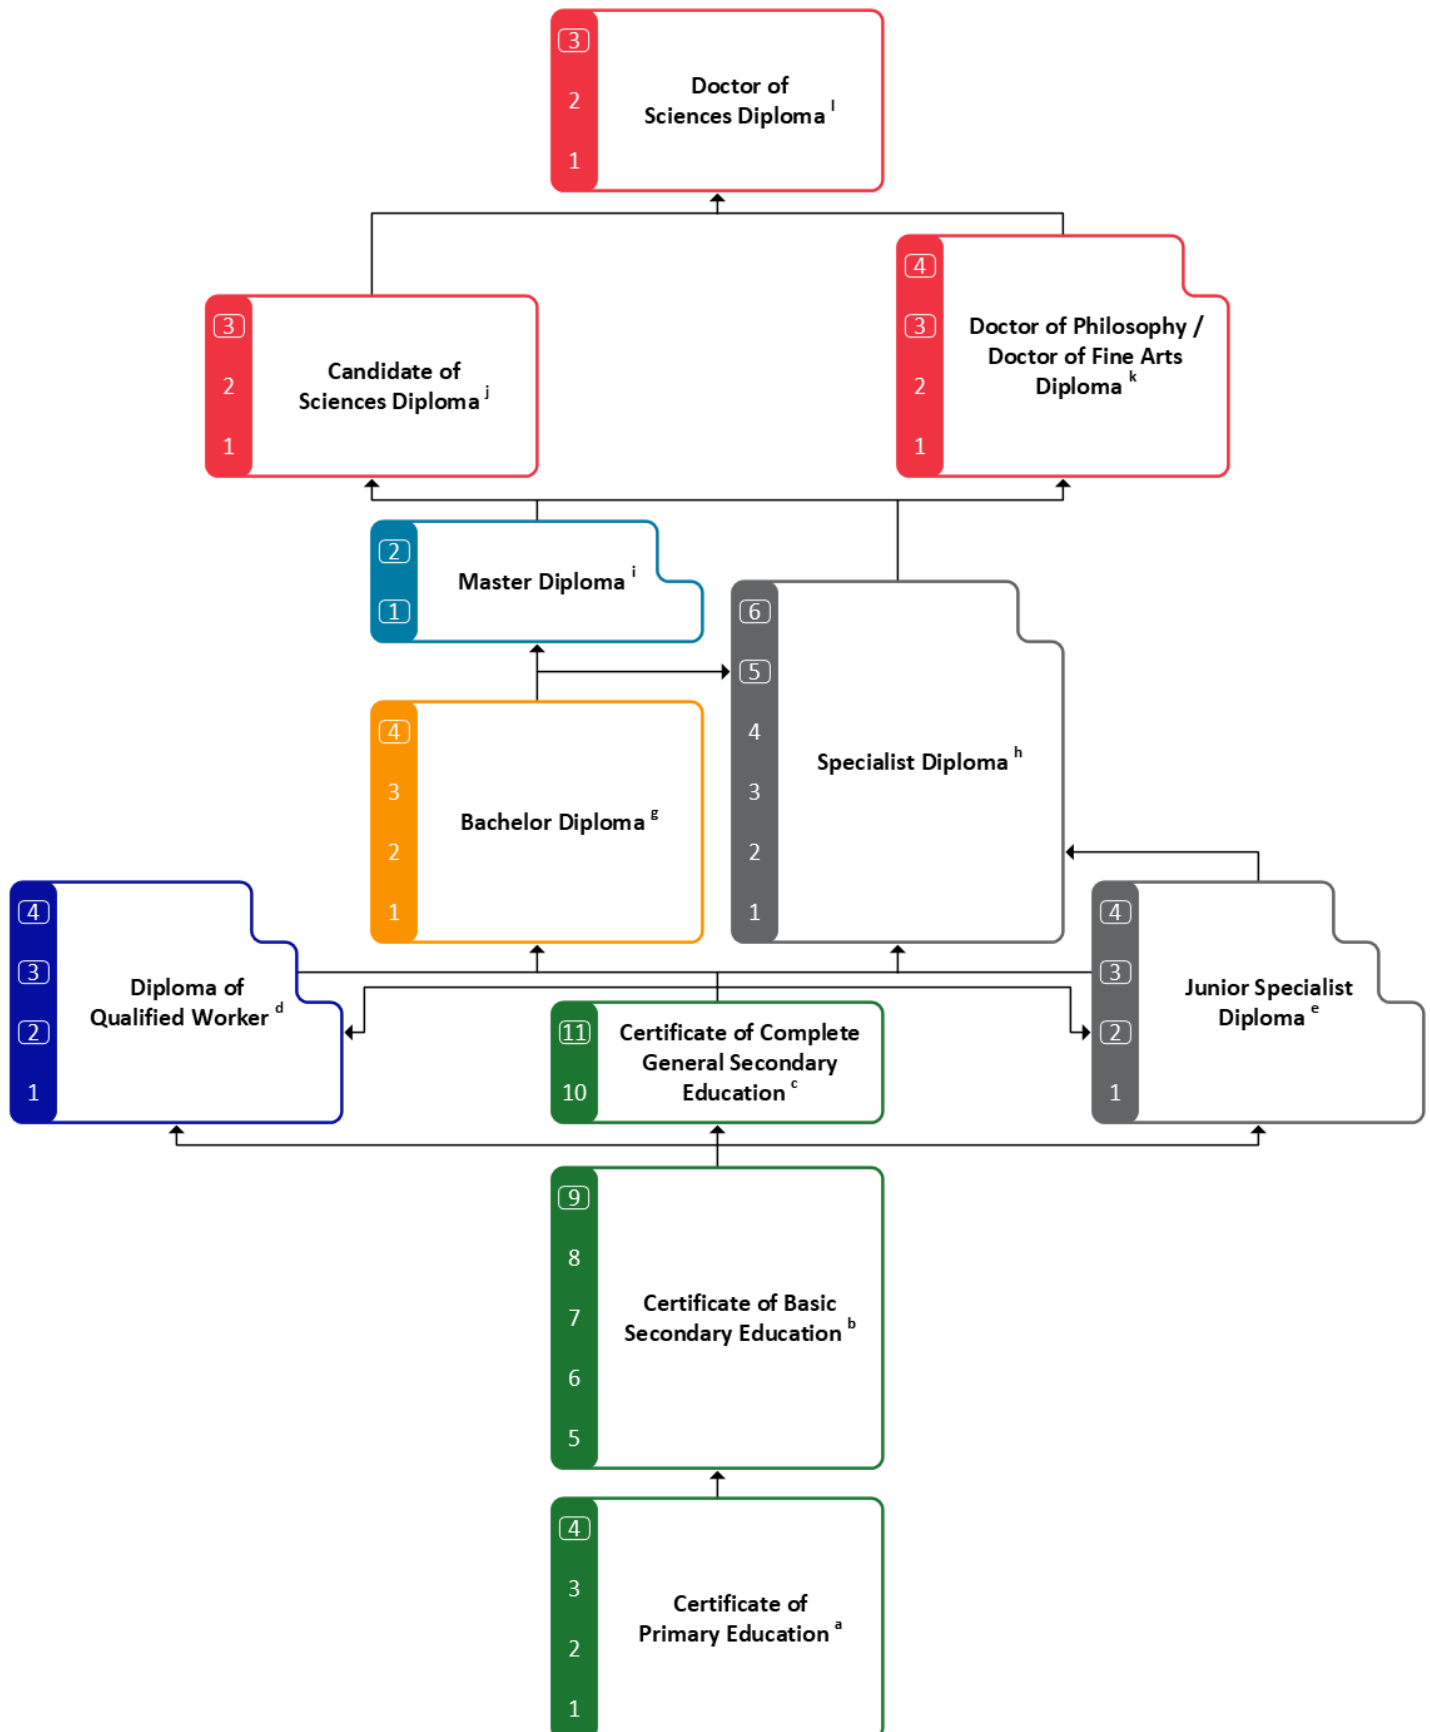 3
2
1
Doctor of
Sciences Diploma l
4
3
2
1
Doctor of Philosophy /
Doctor of Fine Arts
Diploma k
3
2
1
Candidate of
Sciences Diploma j
2
1
Master Diploma i
6
5
4
3
2
1
Specialist Diploma h
4
3
2
1
Bachelor Diploma g
4
3
2
1
Diploma of
Qualified Worker d
11
10
Certificate of Complete
General Secondary
Education c
4
3
2
1
Junior Specialist
Diploma e
9
8
7
6
5
Certificate of Basic
Secondary Education b
4
3
2
1
Certificate of
Primary Education a